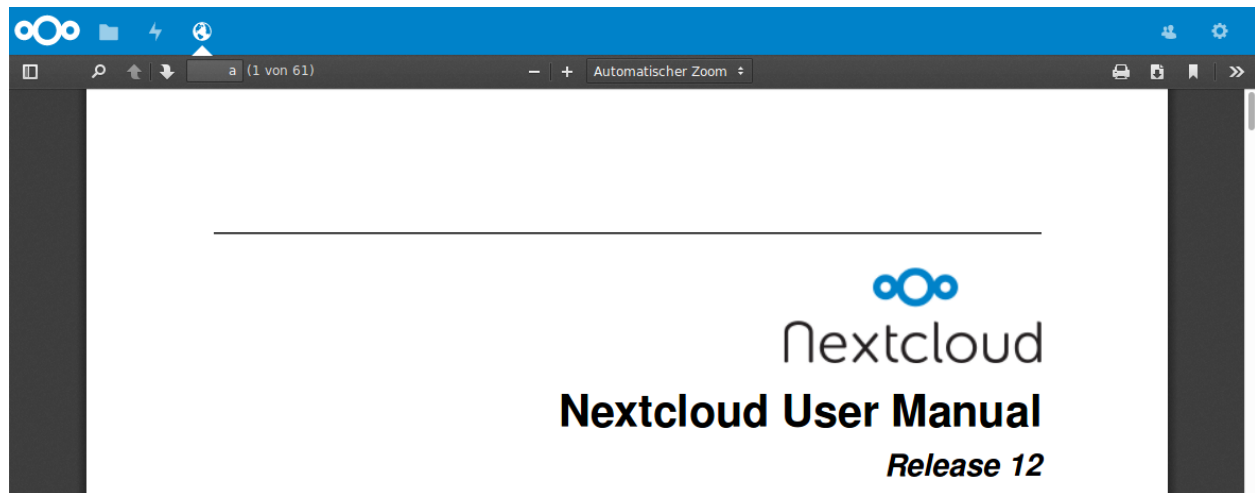 a (1 von 61)
Automatischer Zoom
Nextcloud
Nextcloud User Manual
Release 12